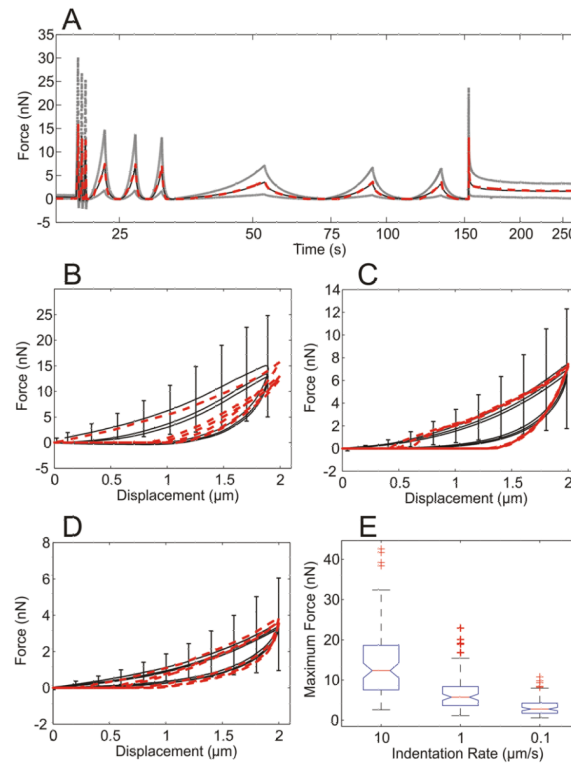 A
35
30
25
20
15
10
5
0
-5
Force (nN)
25 50 75 90 100 125 150 200 250
Time (s)
B
25
20
15
10
5
0
-5
Force (nN)
0 0.5 1 1.5 2
Displacement (µm)
C
14
12
10
8
6
4
2
0
-2
Force (nN)
0 0.5 1 1.5 2
Displacement (µm)
D
8
6
4
2
0
-2
Force (nN)
0 0.5 1 1.5 2
Displacement (µm)
E
40
30
20
10
0
Maximum Force (nN)
10 1 0.1
Indentation Rate (µm/s)